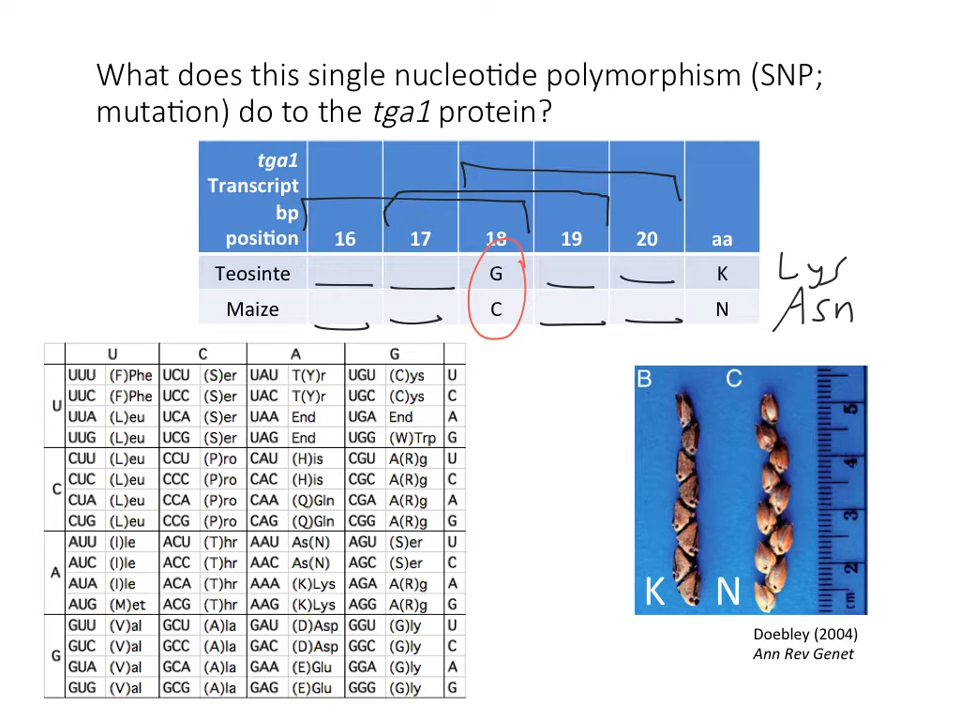 What does this single nucleotide polymorphism (SNP;
mutation) do to the tga1 protein?
tga1 Transcript bp position 16 17 18 19 20 aa
Teosinte G K Lys
Maize C N Asn
U C A G
U UUU (F)Phe UCU (S)er UAU T(Y)r UGU (C)ys U
UUC (F)Phe UCC (S)er UAC T(Y)r UGC (C)ys C
UUA (L)eu UCA (S)er UAA End UGA End A
UUG (L)eu UCG (S)er UAG End UGG (W)Trp G
C CUU (L)eu CCU (P)ro CAU (H)is CGU A(R)g U
CUC (L)eu CCC (P)ro CAC (H)is CGC A(R)g C
CUA (L)eu CCA (P)ro CAA (Q)Gln CGA A(R)g A
CUG (L)eu CCG (P)ro CAG (Q)Gln CGG A(R)g G
A AUU (I)le ACU (T)hr AAU As(N) AGU (S)er U
AUC (I)le ACC (T)hr AAC As(N) AGC (S)er C
AUA (I)le ACA (T)hr AAA (K)Lys AGA A(R)g A
AUG (M)et ACG (T)hr AAG (K)Lys AGG A(R)g G
G GUU (V)al GCU (A)la GAU (D)Asp GGU (G)ly U
GUC (V)al GCC (A)la GAC (D)Asp GGC (G)ly C
GUA (V)al GCA (A)la GAA (E)Glu GGA (G)ly A
GUG (V)al GCG (A)la GAG (E)Glu GGG (G)ly G
B C
5
4
3
2
cm
K N
Doebley (2004)
Ann Rev Genet